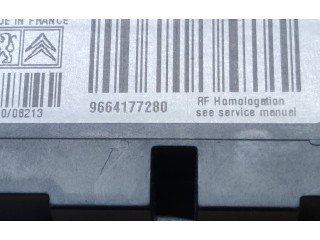 DE IN FRANCE
0/08213
9664177280
RF Homologation
see service manual